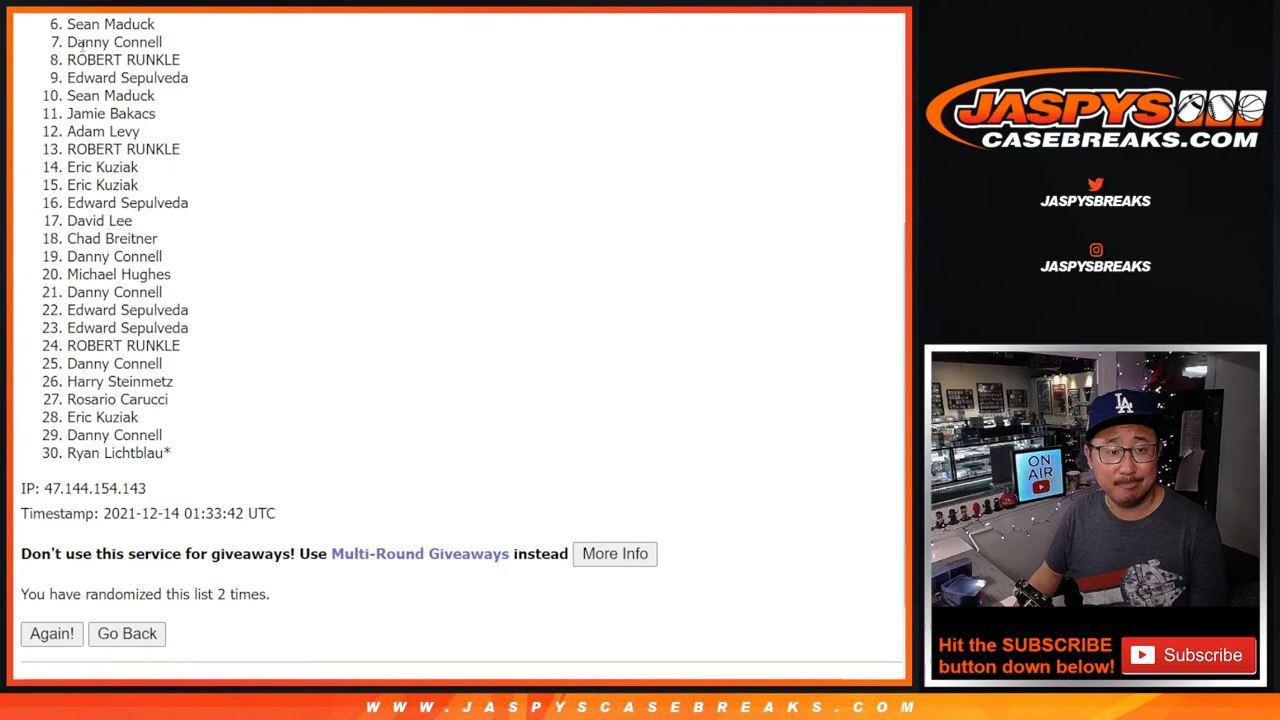 6. Sean Maduck
7. Danny Connell
8. ROBERT RUNKLE
9. Edward Sepulveda
10. Sean Maduck
11. Jamie Bakacs
12. Adam Levy
13. ROBERT RUNKLE
14. Eric Kuziak
15. Eric Kuziak
16. Edward Sepulveda
17. David Lee
18. Chad Breitner
19. Danny Connell
20. Michael Hughes
21. Danny Connell
22. Edward Sepulveda
23. Edward Sepulveda
24. ROBERT RUNKLE
25. Danny Connell
26. Harry Steinmetz
27. Rosario Carucci
28. Eric Kuziak
29. Danny Connell
30. Ryan Lichtblau*
IP: 47.144.154.143
Timestamp: 2021-12-14 01:33:42 UTC
Don't use this service for giveaways! Use Multi-Round Giveaways instead More Info
You have randomized this list 2 times.
Again! Go Back
JASPYS
CASEBREAKS.COM
JASPYSBREAKS
JASPYSBREAKS
ON
AIR
LA
Hit the SUBSCRIBE
button down below!
Subscribe
WWW.JASPYSCASEBREAKS.COM